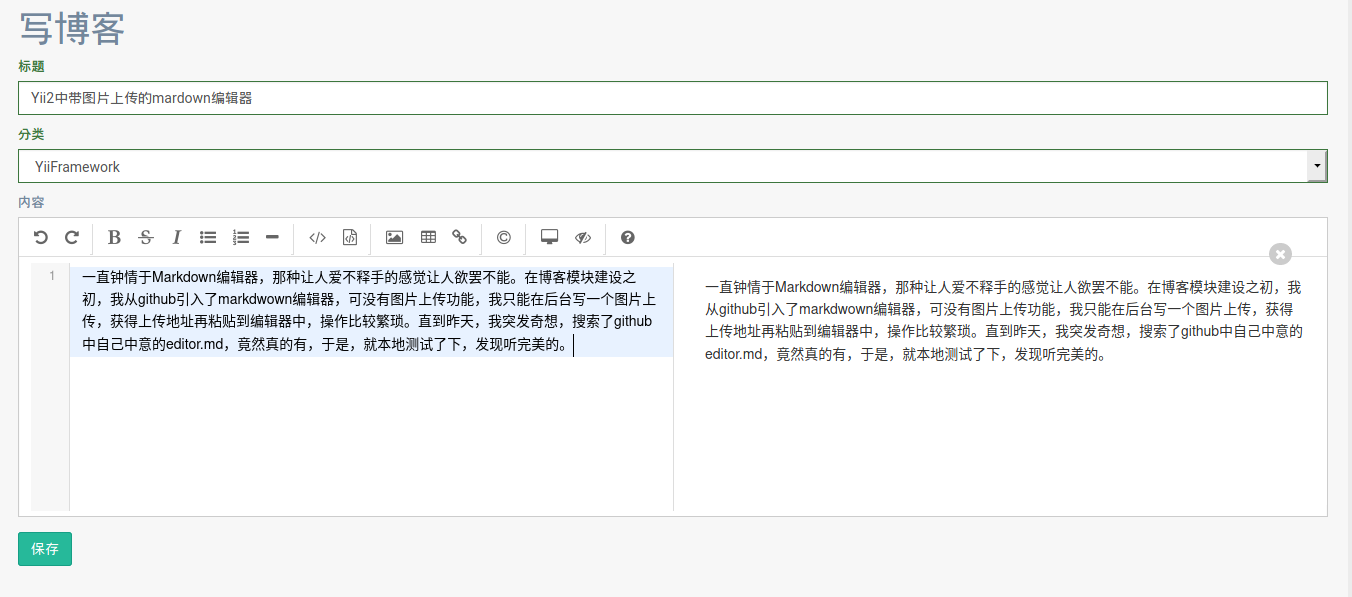 写博客
标题
Yii2中带图片上传的mardown编辑器
分类
YiiFramework
内容
1
一直钟情于Markdown编辑器，那种让人爱不释手的感觉让人欲罢不能。在博客模块建设之
初，我从github引入了markdwown编辑器，可没有图片上传功能，我只能在后台写一个图片上
传，获得上传地址再粘贴到编辑器中，操作比较繁琐。直到昨天，我突发奇想，搜索了github
中自己中意的editor.md，竟然真的有，于是，就本地测试了下，发现听完美的。
一直钟情于Markdown编辑器，那种让人爱不释手的感觉让人欲罢不能。在博客模块建设之初，我
从github引入了markdwown编辑器，可没有图片上传功能，我只能在后台写一个图片上传，获得
上传地址再粘贴到编辑器中，操作比较繁琐。直到昨天，我突发奇想，搜索了github中自己中意的
editor.md，竟然真的有，于是，就本地测试了下，发现听完美的。
保存